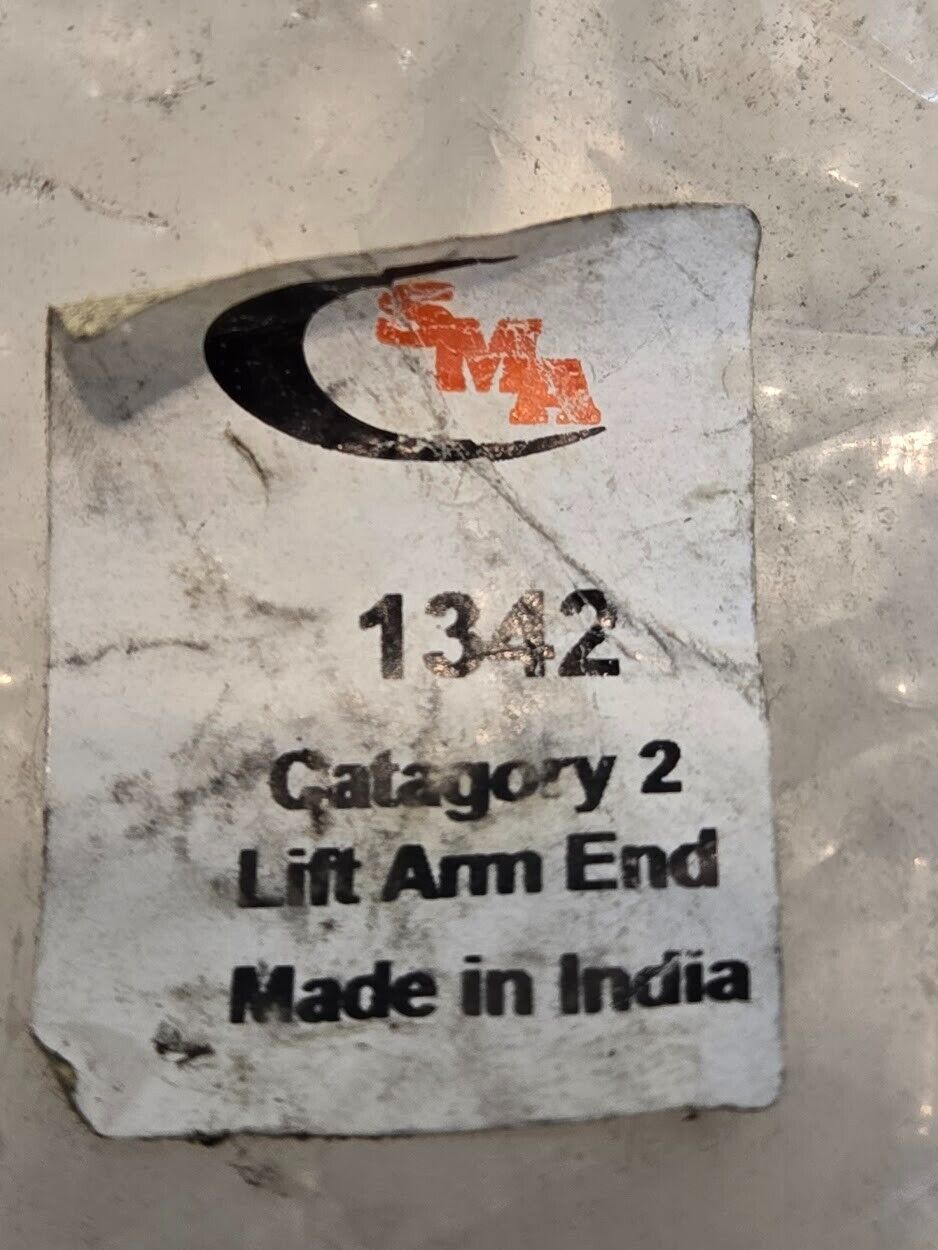 SMA
1342
Catagory 2
Lift Arm End
Made in India